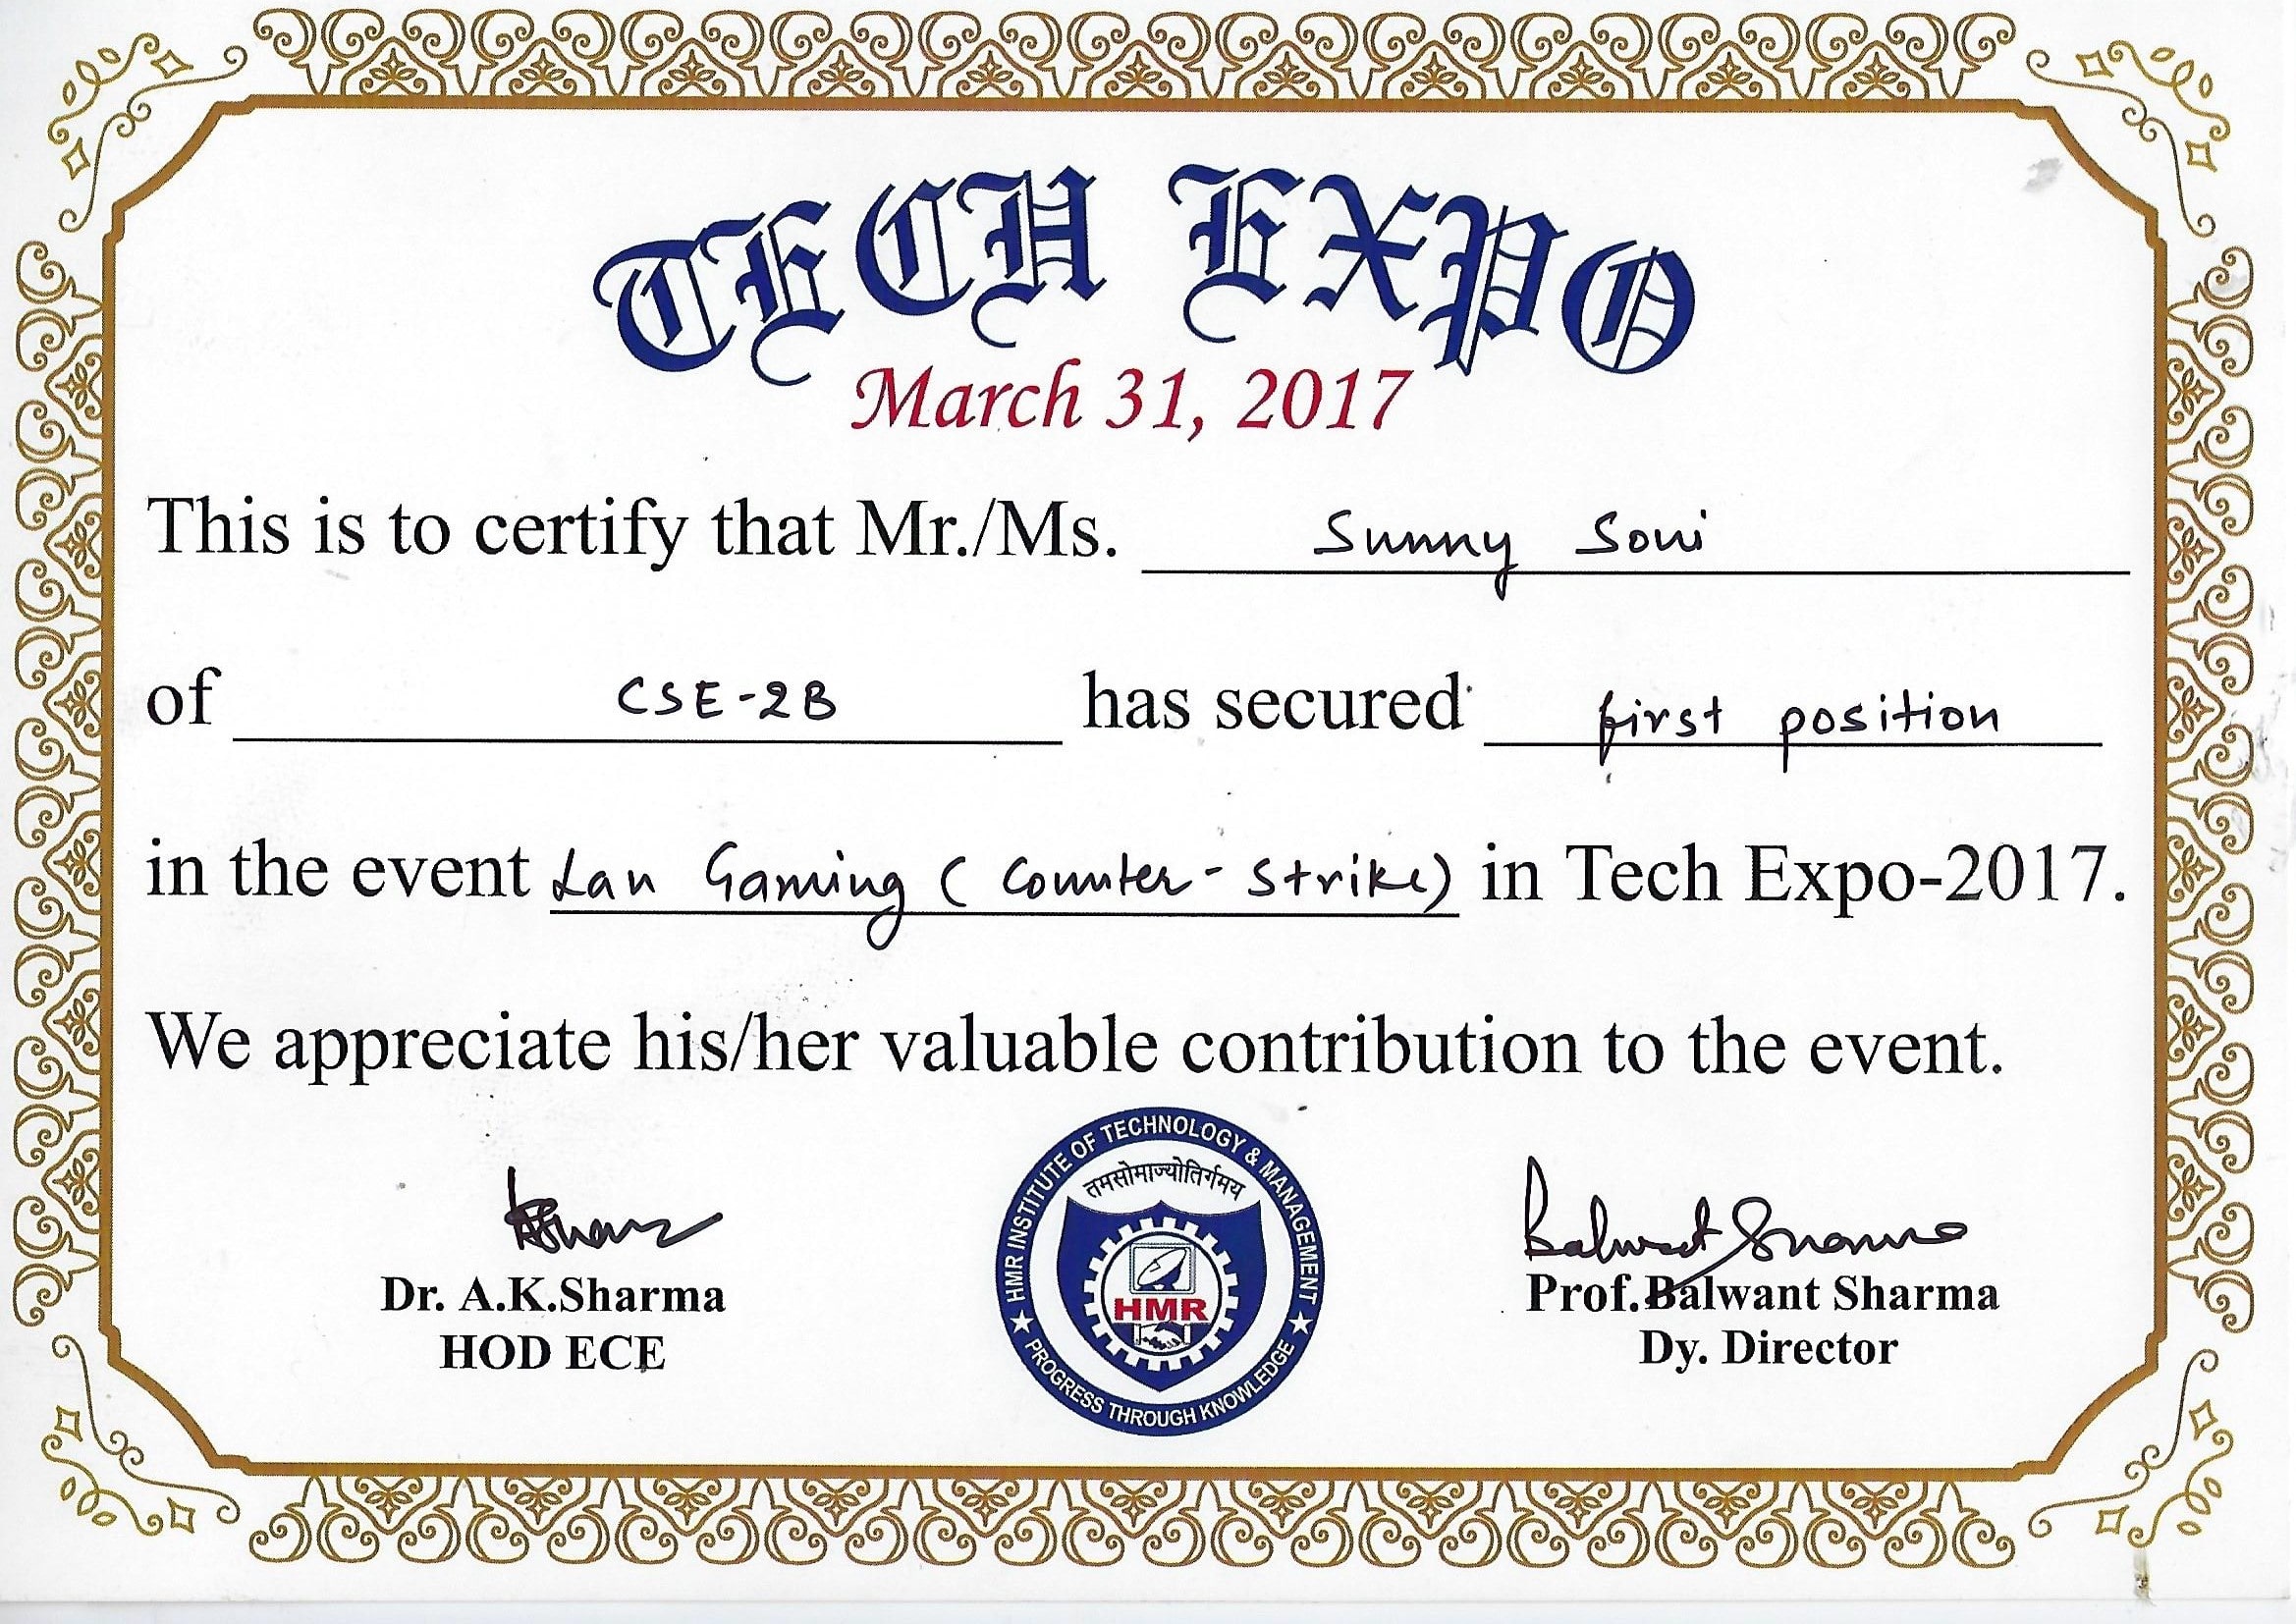 TECH EXPO
March 31, 2017
This is to certify that Mr./Ms. Sunny Soni
of CSE-2B has secured first position
in the event Lan Gaming (Counter-Strike) in Tech Expo-2017.
We appreciate his/her valuable contribution to the event.
HMR INSTITUTE OF TECHNOLOGY & MANAGEMENT
तमसोमाज्योतिर्गमय
HMR
PROGRESS THROUGH KNOWLEDGE
Dr. A.K.Sharma
HOD ECE
Balwant Sharma
Prof.Balwant Sharma
Dy. Director